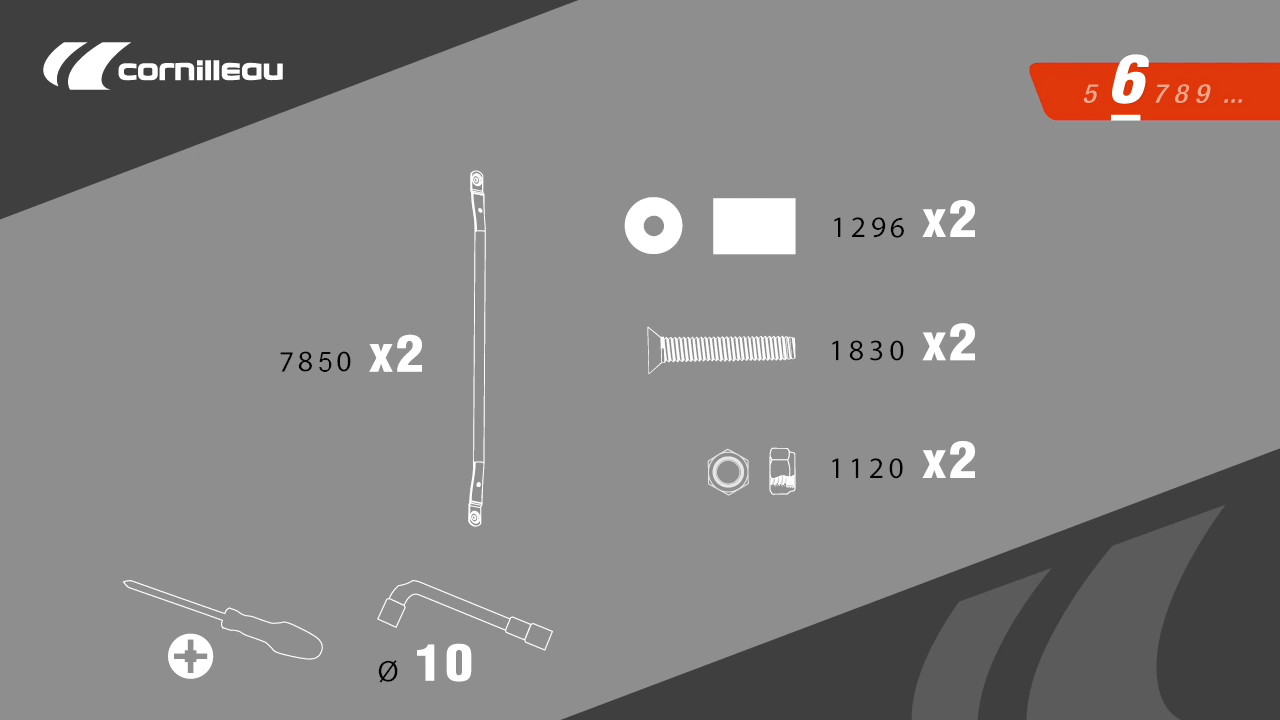 cornilleau
5 6 7 8 9 ...
1296 x2
1830 x2
7850 x2
1120 x2
Ø 10